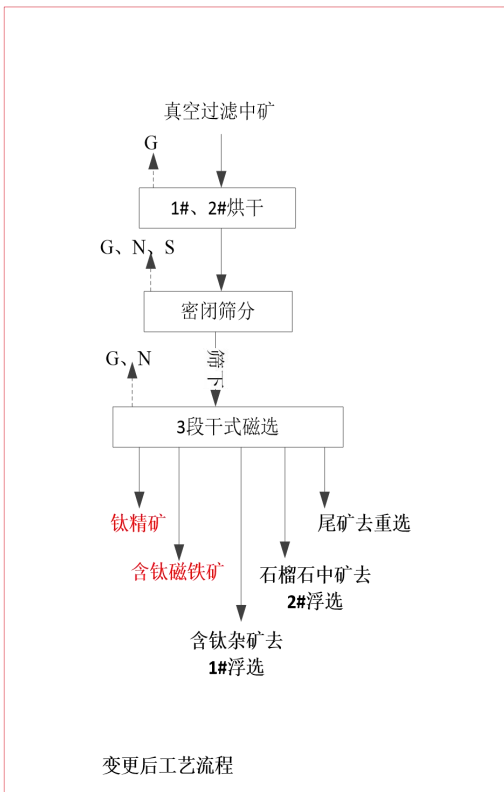 真空过滤中矿
G
1#、2#烘干
G、N、S
密闭筛分
筛下
G、N
3段干式磁选
钛精矿
尾矿去重选
含钛磁铁矿
石榴石中矿去
2#浮选
含钛杂矿去
1#浮选
变更后工艺流程